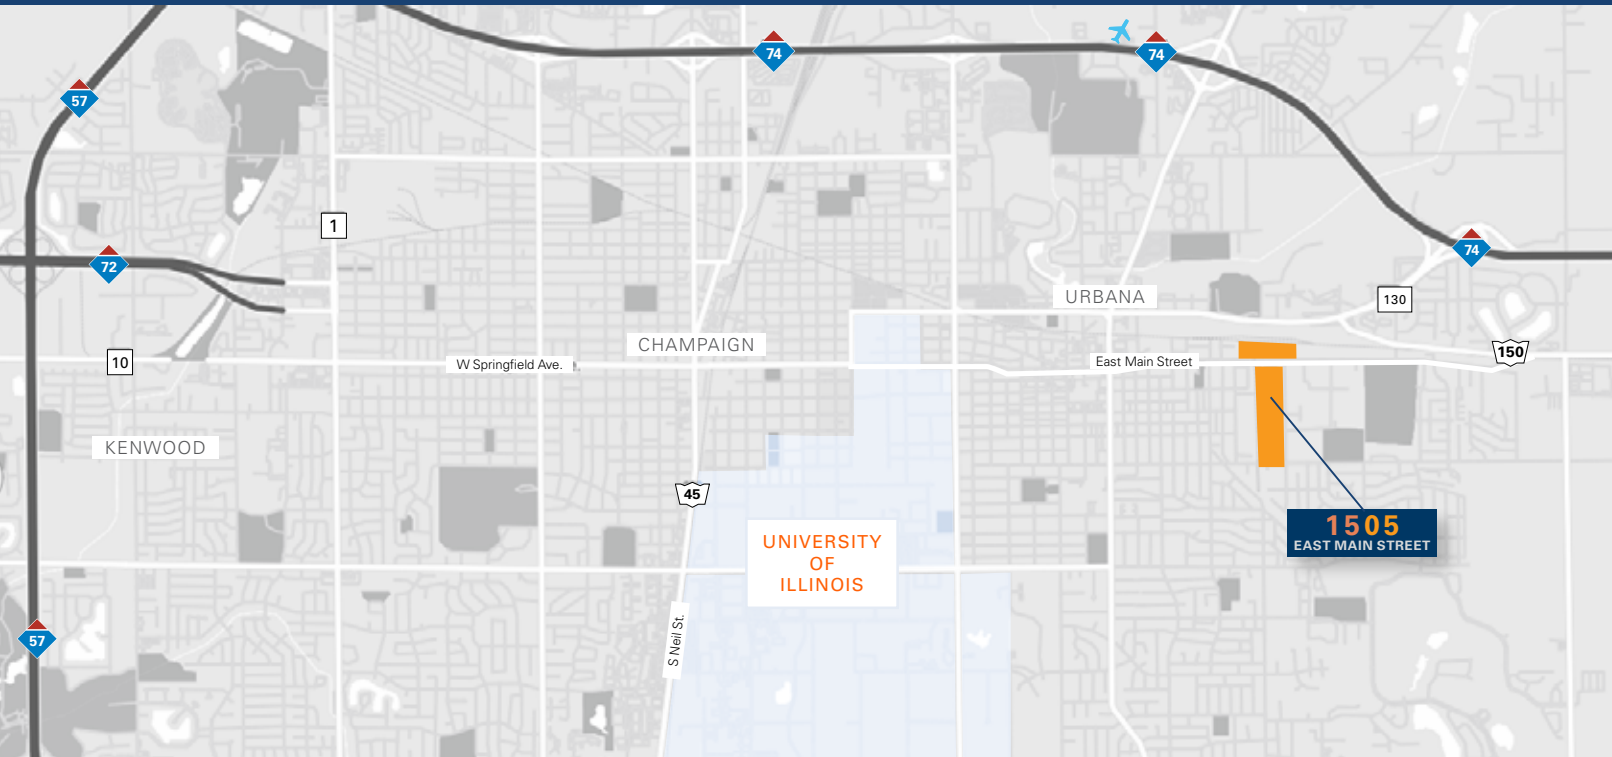 74
74
57
1
72
74
URBANA
130
CHAMPAIGN
150
10
W Springfield Ave.
East Main Street
KENWOOD
45
1505
EAST MAIN STREET
UNIVERSITY
OF
ILLINOIS
S Neil St.
57